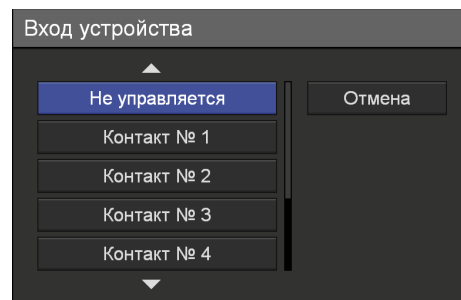 Вход устройства
Не управляется
Отмена
Контакт № 1
Контакт № 2
Контакт № 3
Контакт № 4